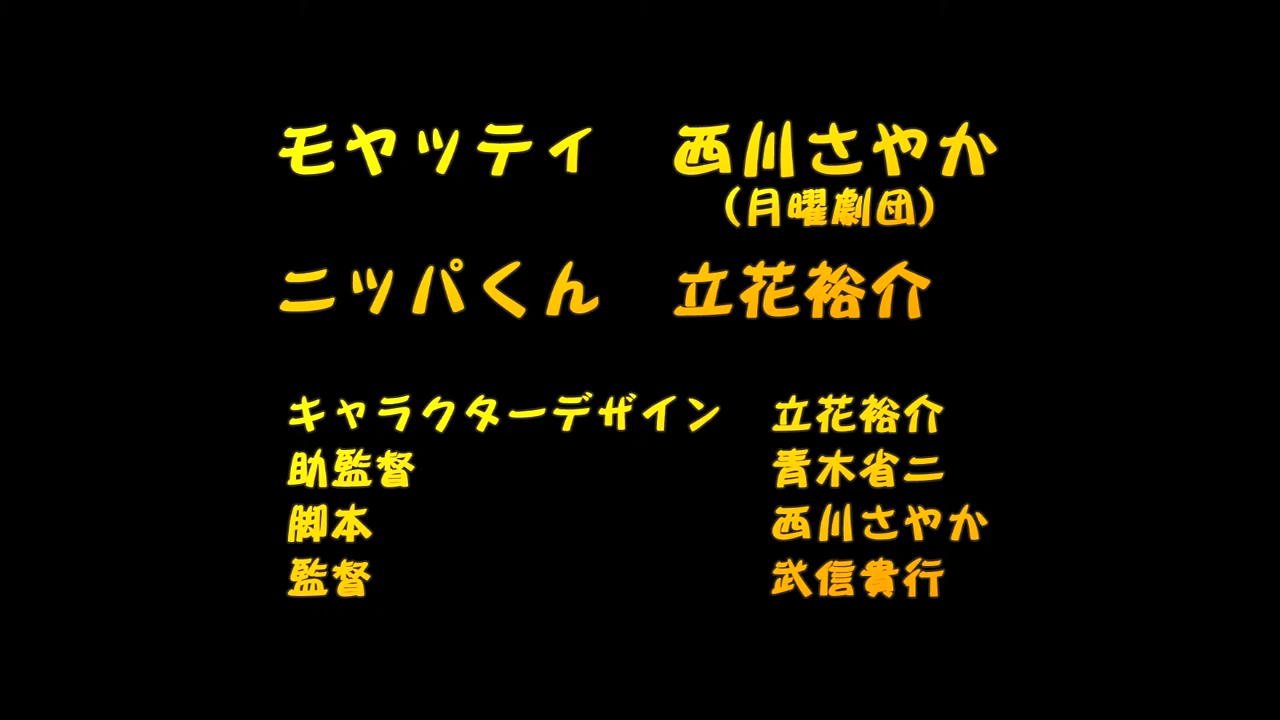 モヤッティ 西川さやか
(月曜劇団)
ニッパくん 立花裕介
キャラクターデザイン 立花裕介
助監督 青木省二
脚本 西川さやか
監督 武信貴行